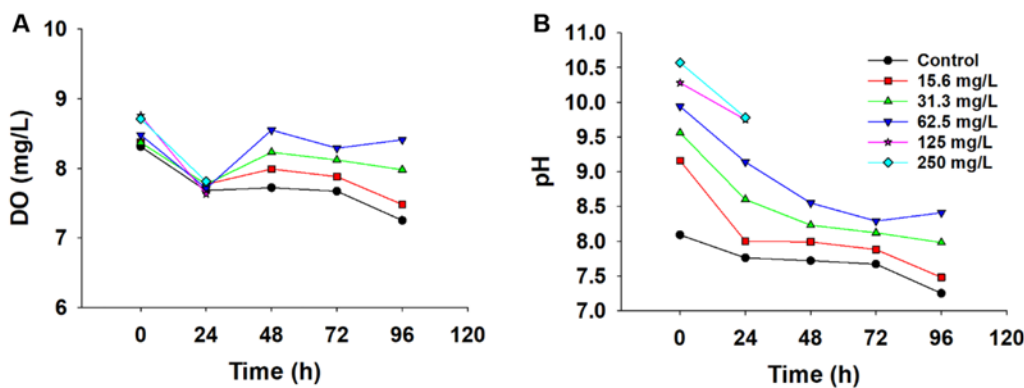 A
10
9
8
7
6
DO (mg/L)
0 24 48 72 96 120
Time (h)
B
11.0
10.5
10.0
9.5
9.0
8.5
8.0
7.5
7.0
pH
Control
15.6 mg/L
31.3 mg/L
62.5 mg/L
125 mg/L
250 mg/L
0 24 48 72 96 120
Time (h)